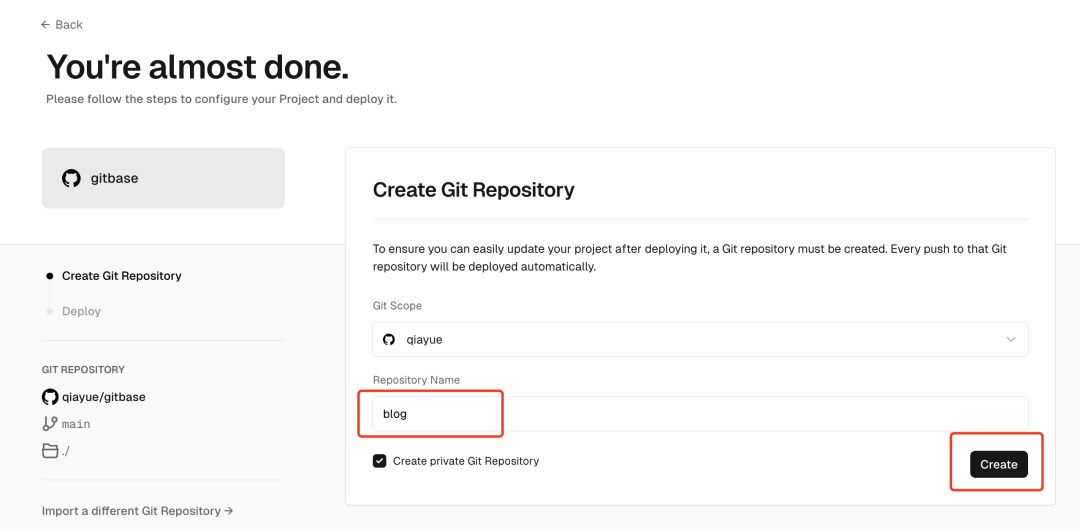 ← Back
You're almost done.
Please follow the steps to configure your Project and deploy it.
gitbase
Create Git Repository
Deploy
GIT REPOSITORY
qiayue/gitbase
main
./
Import a different Git Repository →
Create Git Repository
To ensure you can easily update your project after deploying it, a Git repository must be created. Every push to that Git
repository will be deployed automatically.
Git Scope
qiayue
Repository Name
blog
Create private Git Repository
Create